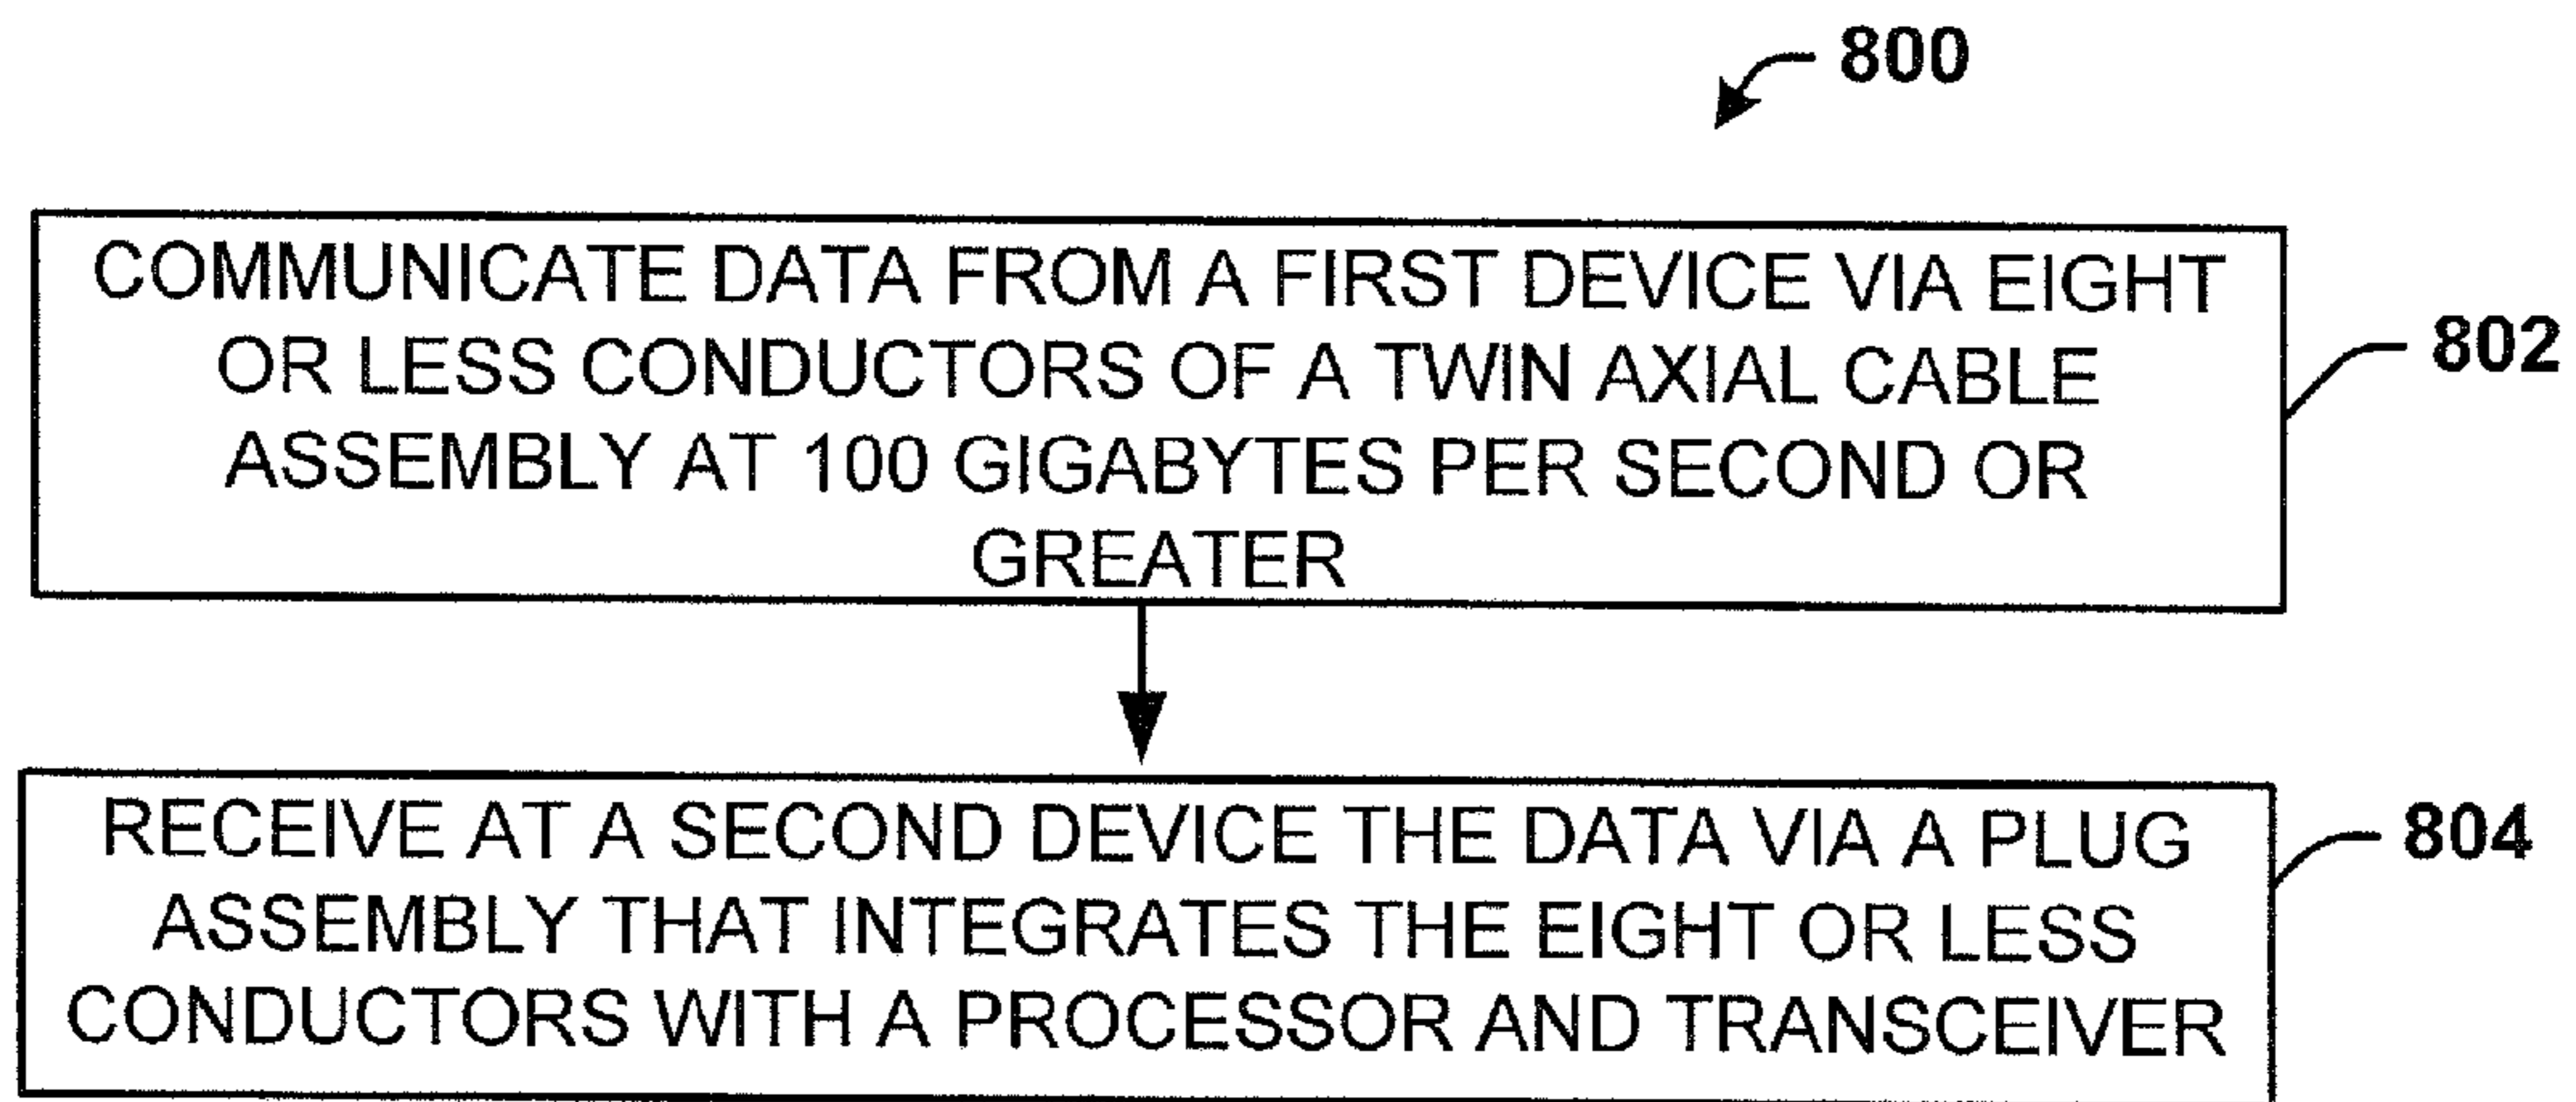 800
COMMUNICATE DATA FROM A FIRST DEVICE VIA EIGHT
OR LESS CONDUCTORS OF A TWIN AXIAL CABLE
ASSEMBLY AT 100 GIGABYTES PER SECOND OR
GREATER
802
RECEIVE AT A SECOND DEVICE THE DATA VIA A PLUG
ASSEMBLY THAT INTEGRATES THE EIGHT OR LESS
CONDUCTORS WITH A PROCESSOR AND TRANSCEIVER
804